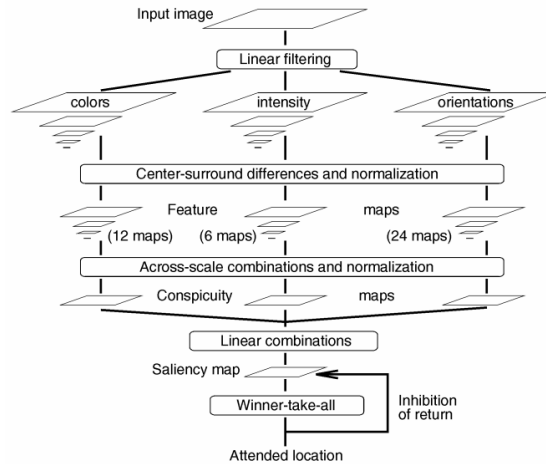 Input image
Linear filtering
colors intensity orientations
Center-surround differences and normalization
Feature maps
(12 maps) (6 maps) (24 maps)
Across-scale combinations and normalization
Conspicuity maps
Linear combinations
Saliency map
Winner-take-all
Inhibition
of return
Attended location